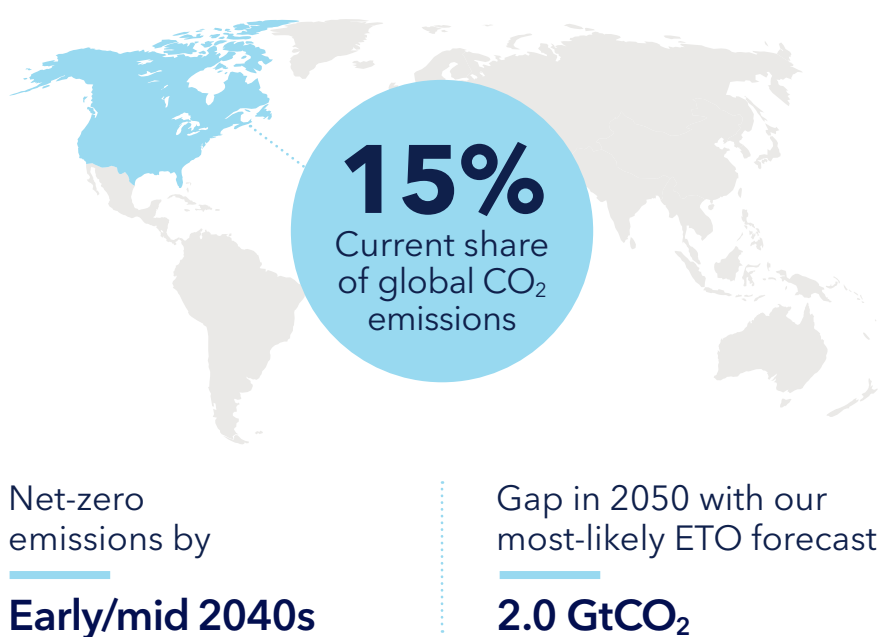 15%
Current share
of global CO₂
emissions
Net-zero
emissions by
Early/mid 2040s
Gap in 2050 with our
most-likely ETO forecast
2.0 GtCO₂